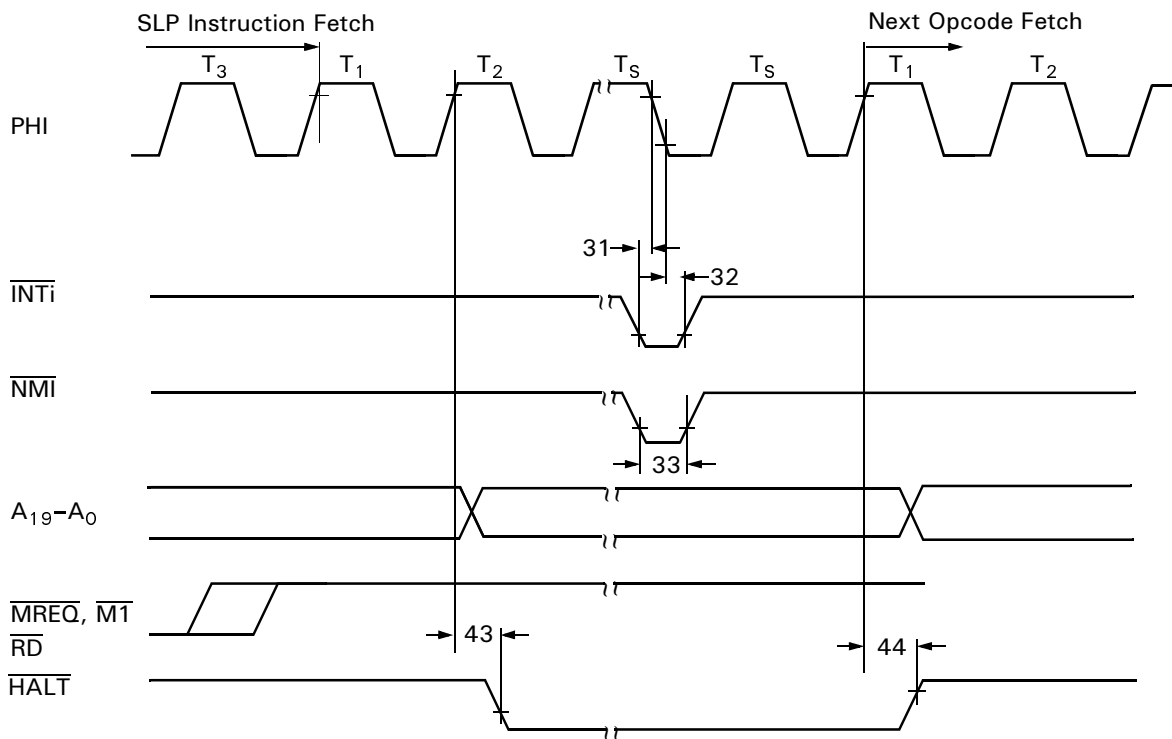 SLP Instruction Fetch
Next Opcode Fetch
T3 T1 T2 TS TS T1 T2
PHI
31
32
INTi
NMI
33
A19–A0
MREQ, M1
RD
43
44
HALT